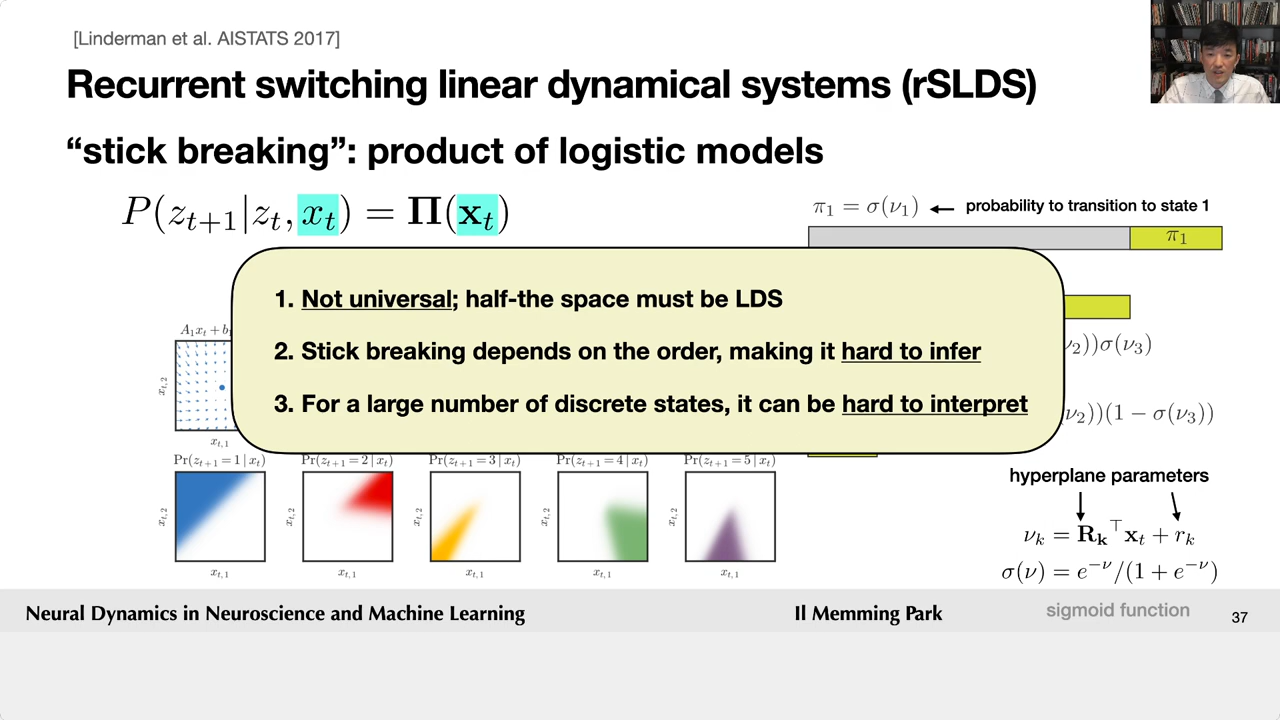 [Linderman et al. AISTATS 2017]
Recurrent switching linear dynamical systems (rSLDS)
“stick breaking”: product of logistic models
P(z_{t+1}|z_t, x_t) = Π(x_t)
π_1 = σ(ν_1) ← probability to transition to state 1
π_1
1. Not universal; half-the space must be LDS
2. Stick breaking depends on the order, making it hard to infer
3. For a large number of discrete states, it can be hard to interpret
ν_2))σ(ν_3)
ν_2))(1 − σ(ν_3))
A_1x_t + b
x_{t,2}
x_{t,1}
Pr(z_{t+1} = 1 | x_t) Pr(z_{t+1} = 2 | x_t) Pr(z_{t+1} = 3 | x_t) Pr(z_{t+1} = 4 | x_t) Pr(z_{t+1} = 5 | x_t)
x_{t,2} x_{t,2} x_{t,2} x_{t,2} x_{t,2}
x_{t,1} x_{t,1} x_{t,1} x_{t,1} x_{t,1}
hyperplane parameters
ν_k = R_k^⊤ x_t + r_k
σ(ν) = e^{−ν}/(1 + e^{−ν})
sigmoid function
Neural Dynamics in Neuroscience and Machine Learning
Il Memming Park
37